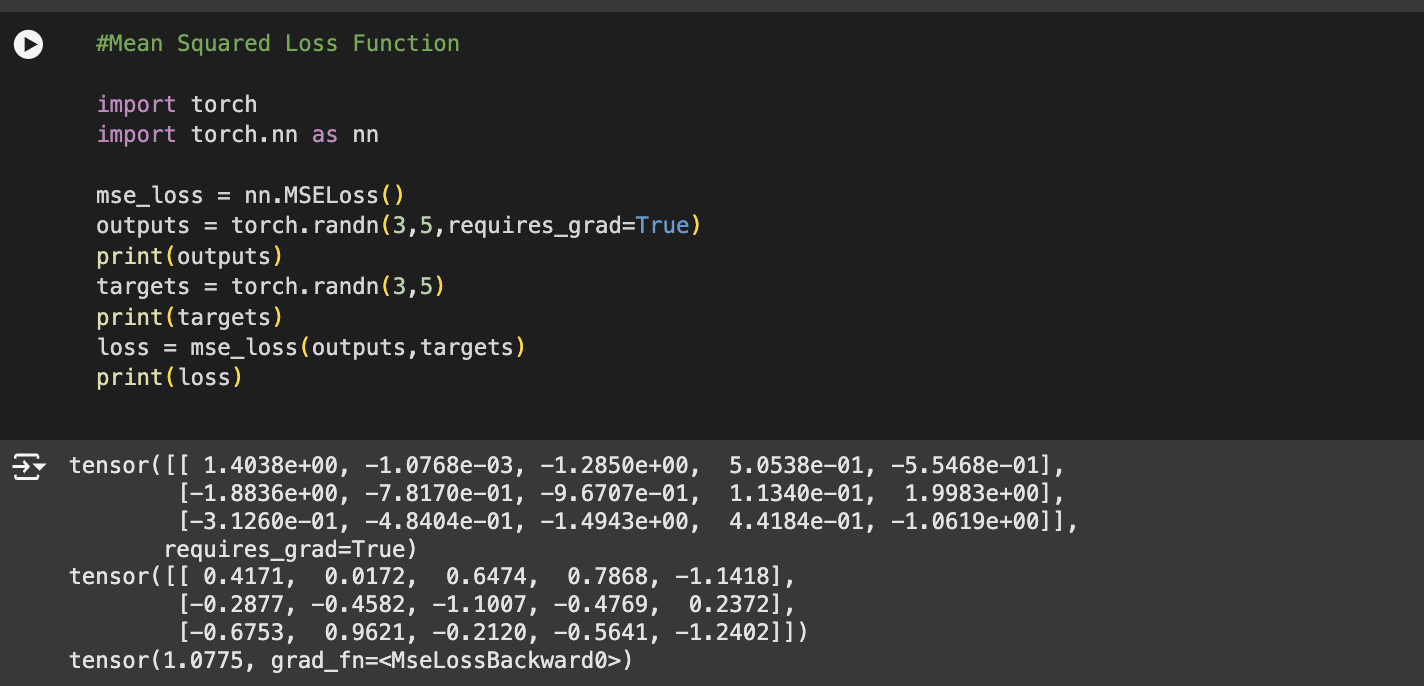 #Mean Squared Loss Function
import torch
import torch.nn as nn
mse_loss = nn.MSELoss()
outputs = torch.randn(3,5,requires_grad=True)
print(outputs)
targets = torch.randn(3,5)
print(targets)
loss = mse_loss(outputs,targets)
print(loss)
tensor([[ 1.4038e+00, -1.0768e-03, -1.2850e+00,  5.0538e-01, -5.5468e-01],
        [-1.8836e+00, -7.8170e-01, -9.6707e-01,  1.1340e-01,  1.9983e+00],
        [-3.1260e-01, -4.8404e-01, -1.4943e+00,  4.4184e-01, -1.0619e+00]],
       requires_grad=True)
tensor([[ 0.4171,  0.0172,  0.6474,  0.7868, -1.1418],
        [-0.2877, -0.4582, -1.1007, -0.4769,  0.2372],
        [-0.6753,  0.9621, -0.2120, -0.5641, -1.2402]])
tensor(1.0775, grad_fn=<MseLossBackward0>)